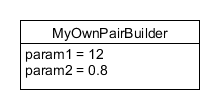 MyOwnPairBuilder
param1 = 12
param2 = 0.8